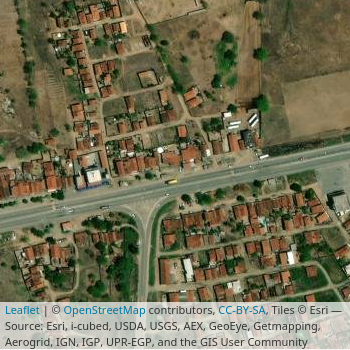 Leaflet | © OpenStreetMap contributors, CC-BY-SA, Tiles © Esri —
Source: Esri, i-cubed, USDA, USGS, AEX, GeoEye, Getmapping,
Aerogrid, IGN, IGP, UPR-EGP, and the GIS User Community